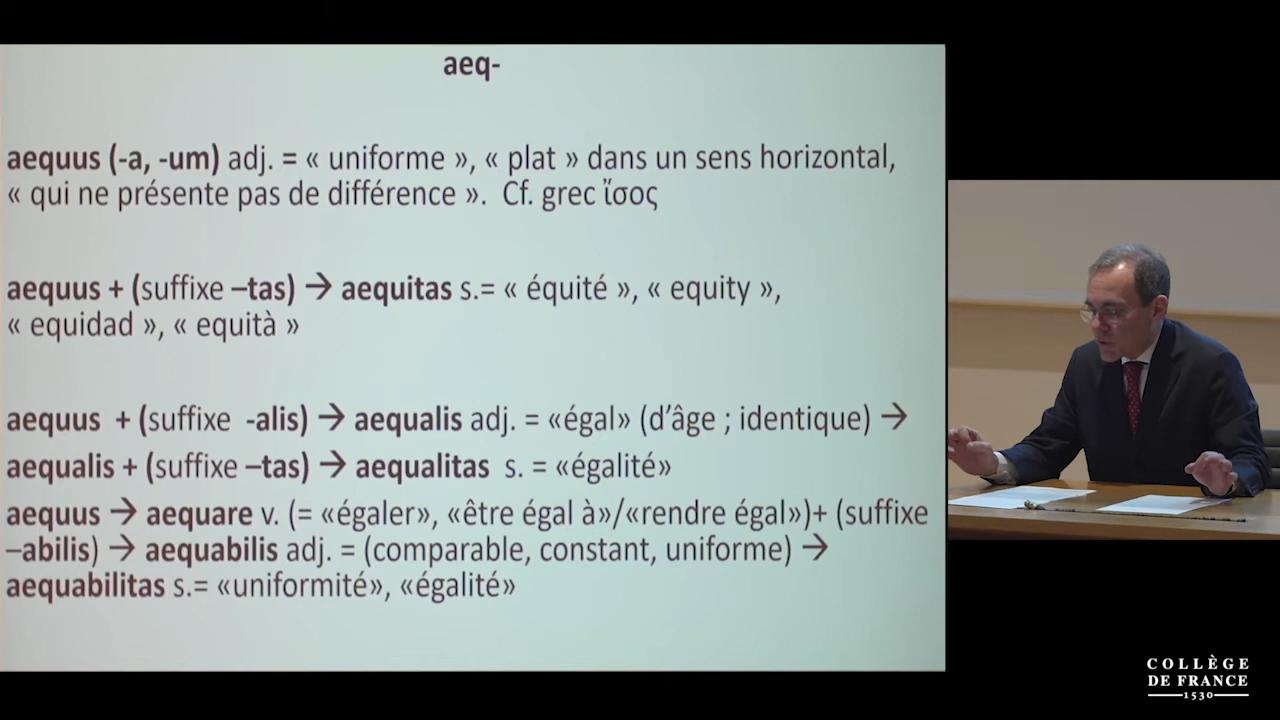 aeq-
aequus (-a, -um) adj. = « uniforme », « plat » dans un sens horizontal,
« qui ne présente pas de différence ». Cf. grec ἴσος
aequus + (suffixe –tas) → aequitas s.= « équité », « equity »,
« equidad », « equità »
aequus + (suffixe -alis) → aequalis adj. = «égal» (d’âge ; identique) →
aequalis + (suffixe –tas) → aequalitas s. = «égalité»
aequus → aequare v. (= «égaler», «être égal à»/«rendre égal»)+ (suffixe
–abilis) → aequabilis adj. = (comparable, constant, uniforme) →
aequabilitas s.= «uniformité», «égalité»
COLLÈGE
DE FRANCE
1530